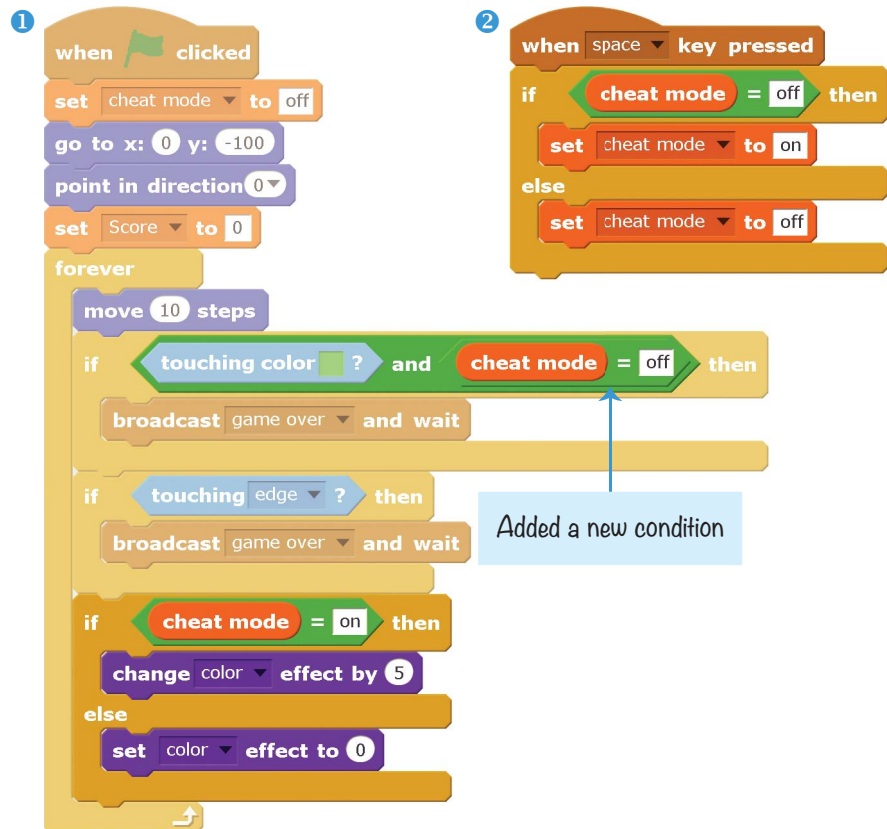 1
when clicked
set cheat mode to off
go to x: 0 y: -100
point in direction 0
set Score to 0
forever
move 10 steps
if touching color ? and cheat mode = off then
broadcast game over and wait
if touching edge ? then
broadcast game over and wait
if cheat mode = on then
change color effect by 5
else
set color effect to 0
2
when space key pressed
if cheat mode = off then
set cheat mode to on
else
set cheat mode to off
Added a new condition